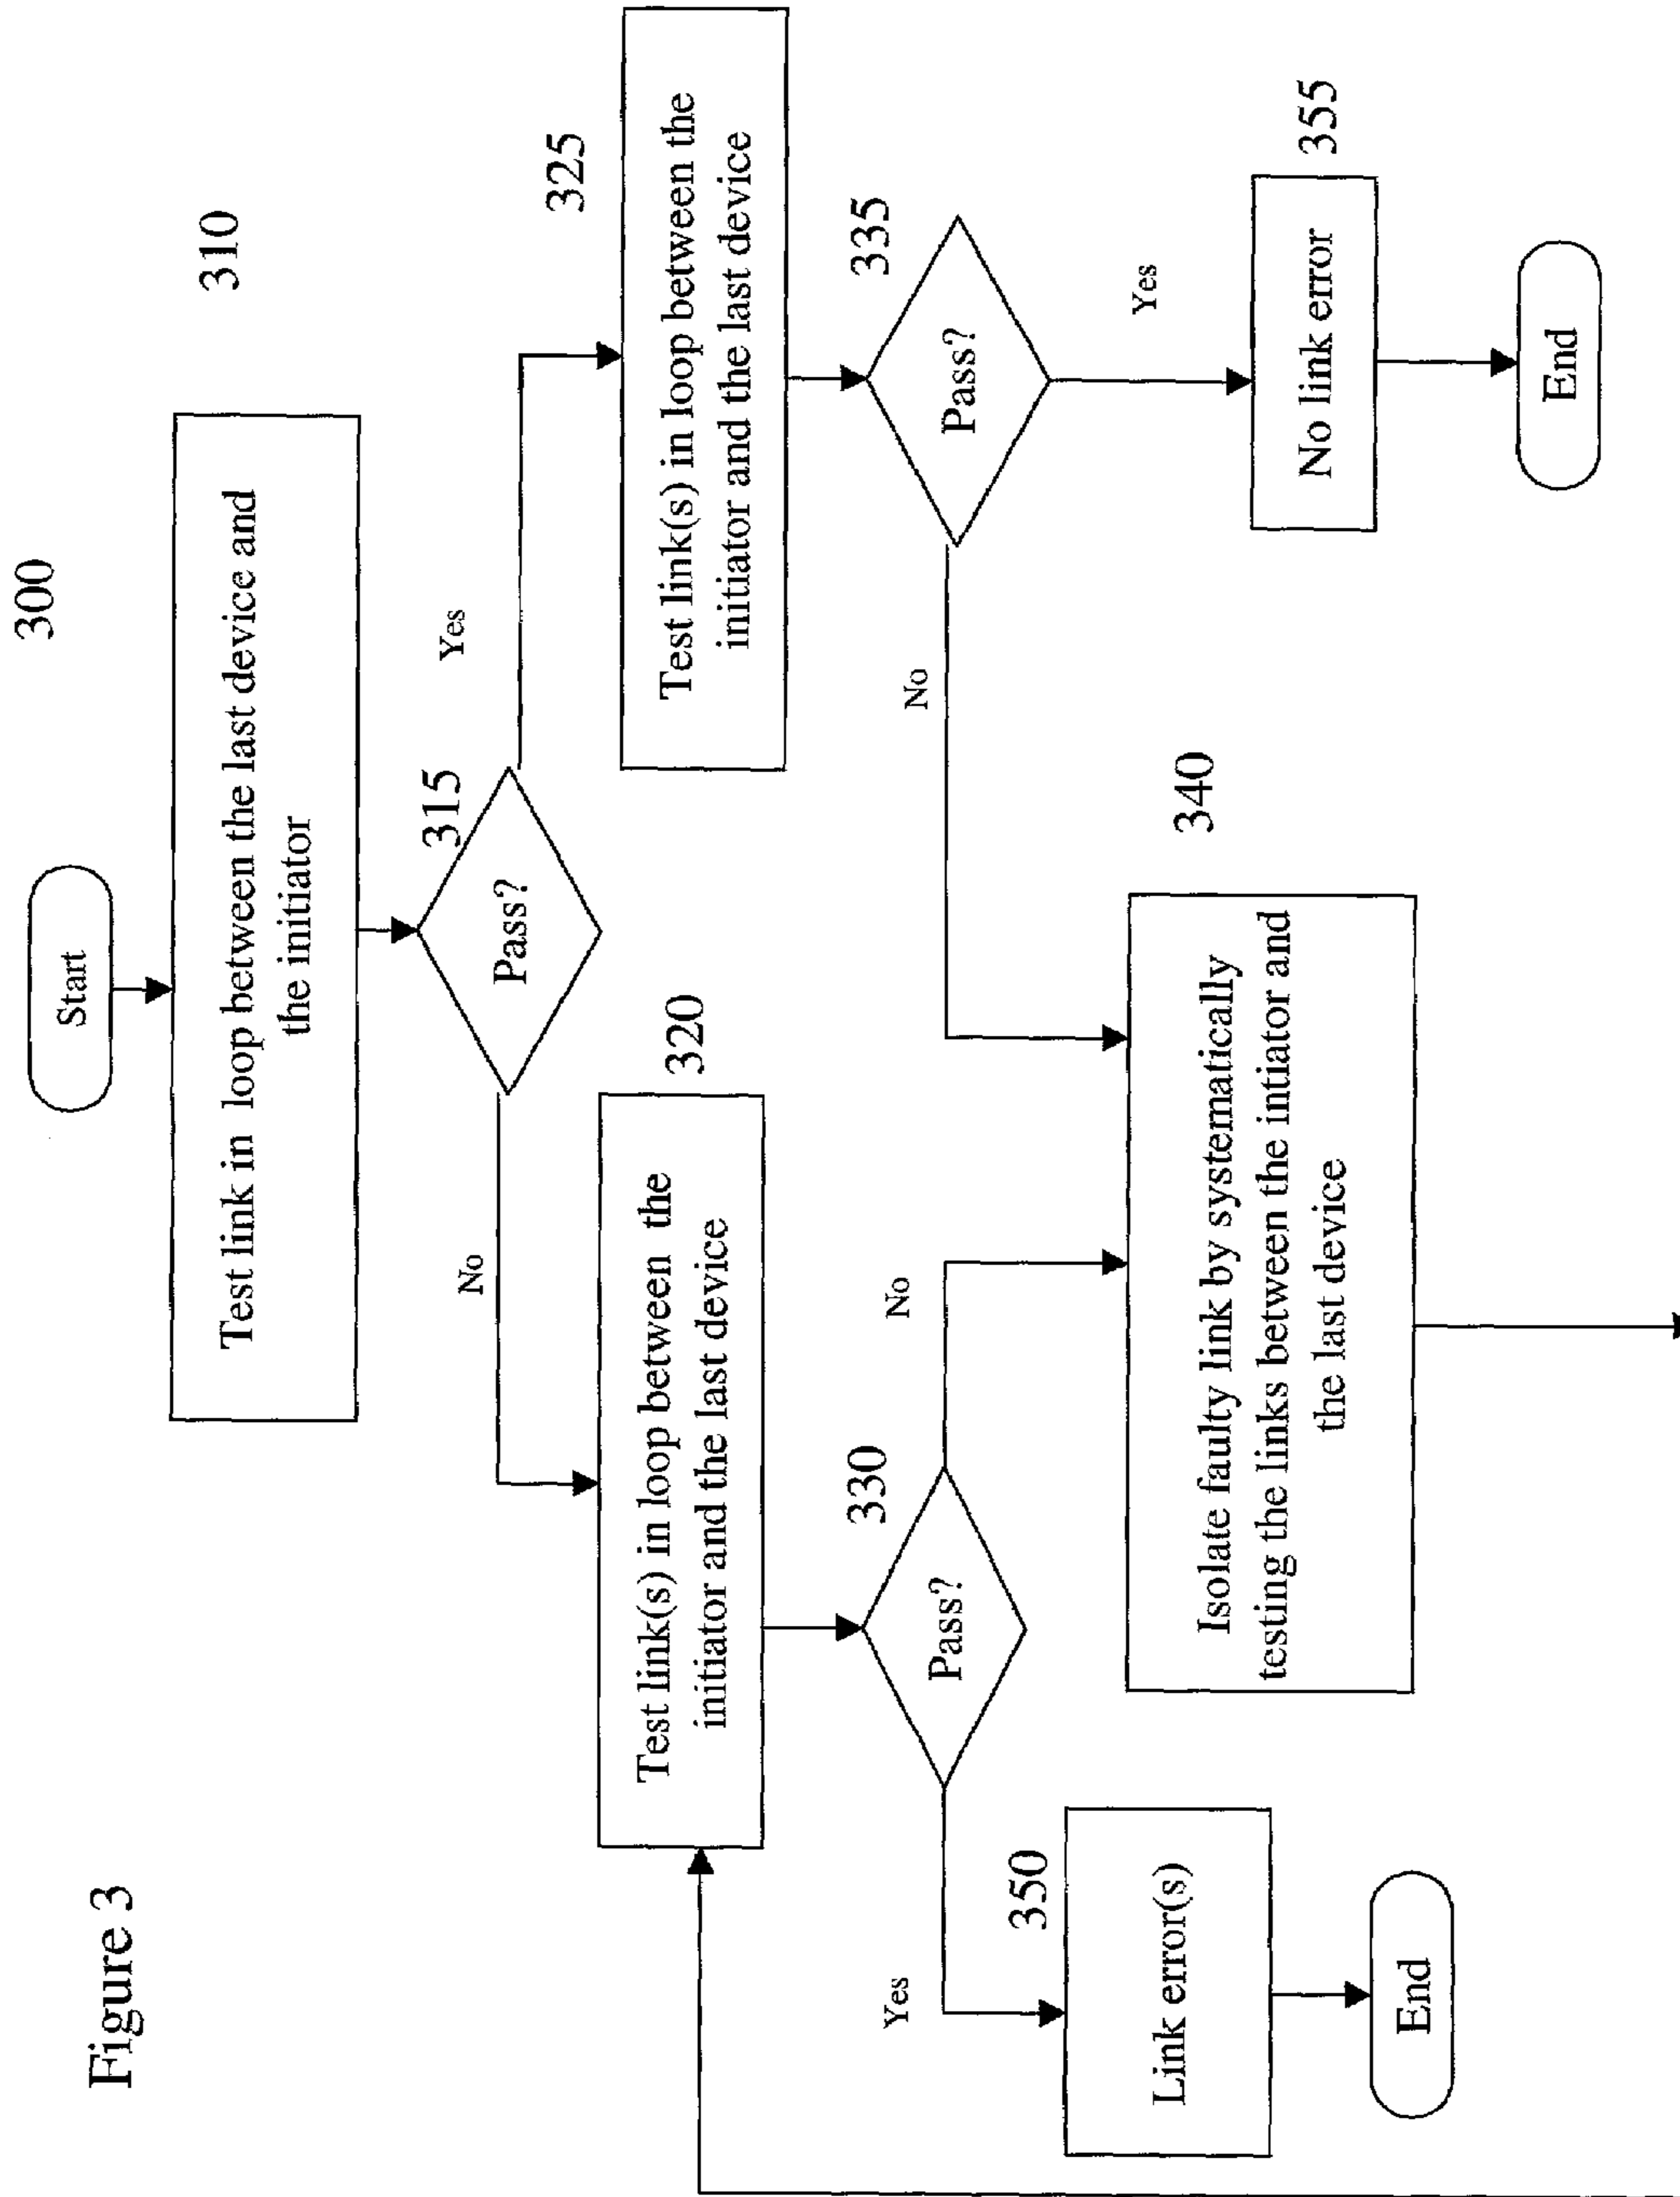 Figure 3
300
Start
310
Test link in loop between the last device and
the initiator
315
Pass?
No
Yes
320
Test link(s) in loop between the
initiator and the last device
325
Test link(s) in loop between the
initiator and the last device
330
Pass?
Yes
No
335
Pass?
No
Yes
350
Link error(s)
End
340
Isolate faulty link by systematically
testing the links between the intiator and
the last device
355
No link error
End